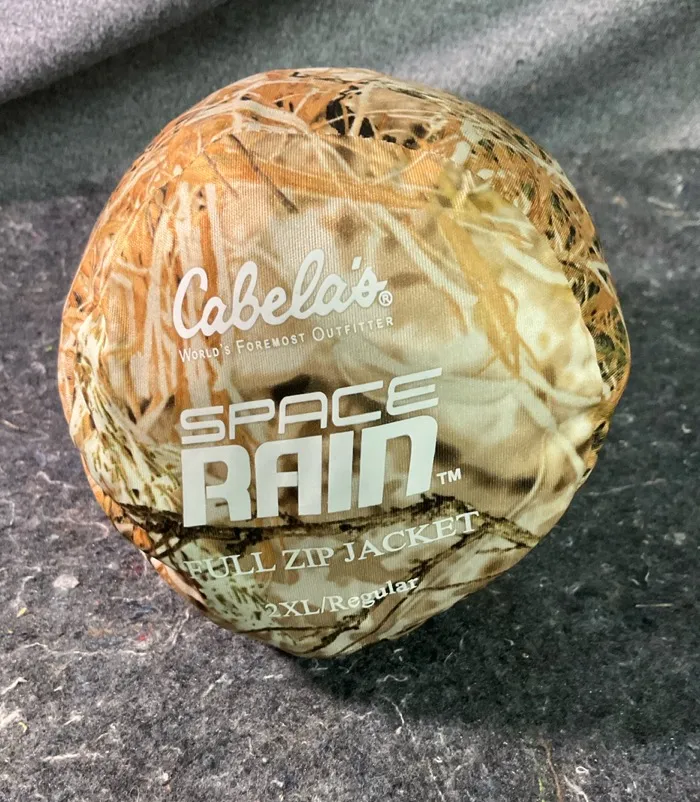 Cabela's®
World's Foremost Outfitter
SPACE
RAIN™
FULL ZIP JACKET
2XL/Regular